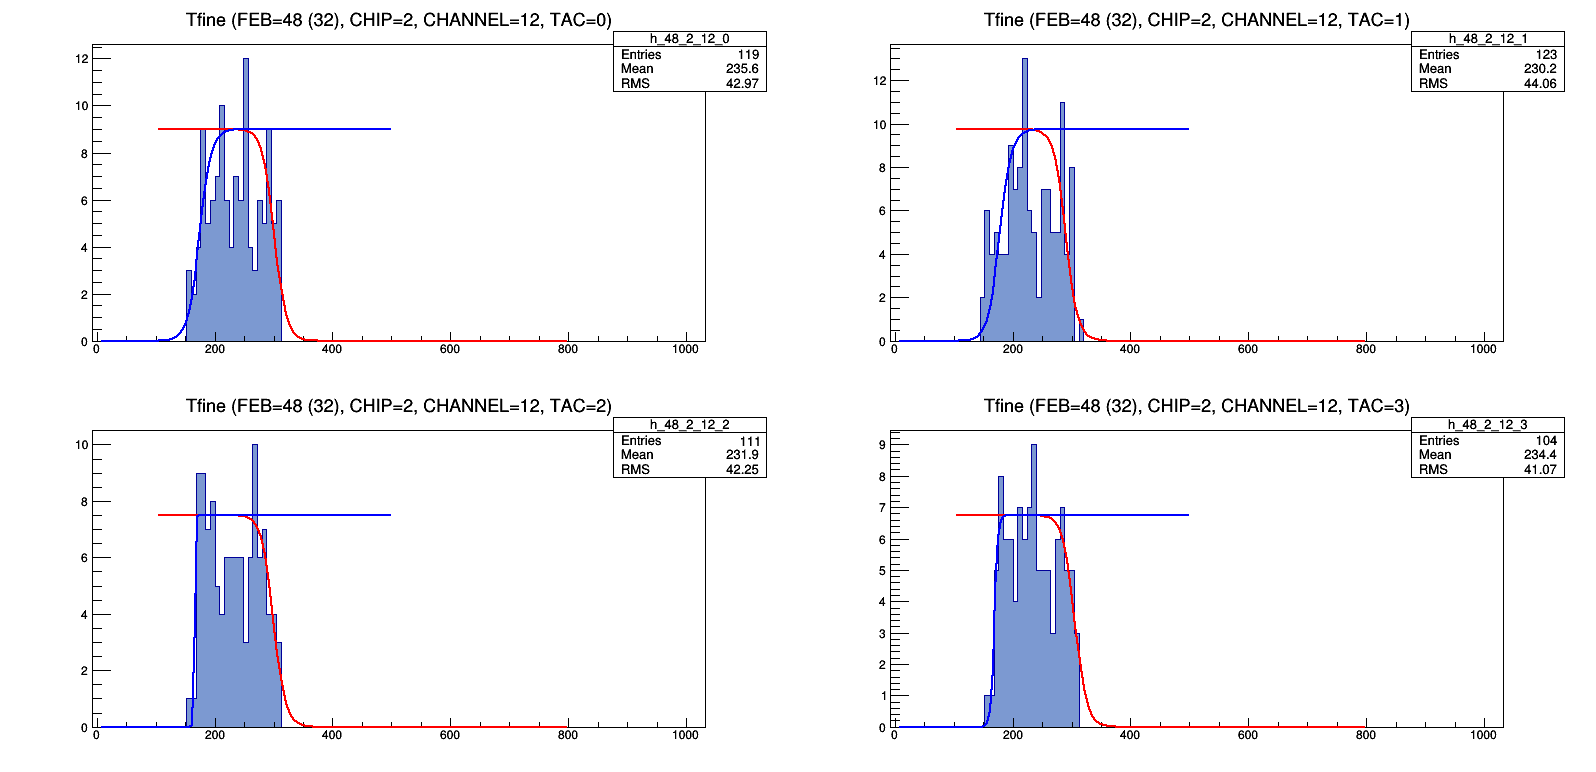 Tfine (FEB=48 (32), CHIP=2, CHANNEL=12, TAC=0)
h_48_2_12_0
Entries 119
Mean 235.6
RMS 42.97
12
10
8
6
4
2
0
0 200 400 600 800 1000
Tfine (FEB=48 (32), CHIP=2, CHANNEL=12, TAC=1)
h_48_2_12_1
Entries 123
Mean 230.2
RMS 44.06
12
10
8
6
4
2
0
0 200 400 600 800 1000
Tfine (FEB=48 (32), CHIP=2, CHANNEL=12, TAC=2)
h_48_2_12_2
Entries 111
Mean 231.9
RMS 42.25
10
8
6
4
2
0
0 200 400 600 800 1000
Tfine (FEB=48 (32), CHIP=2, CHANNEL=12, TAC=3)
h_48_2_12_3
Entries 104
Mean 234.4
RMS 41.07
9
8
7
6
5
4
3
2
1
0
0 200 400 600 800 1000